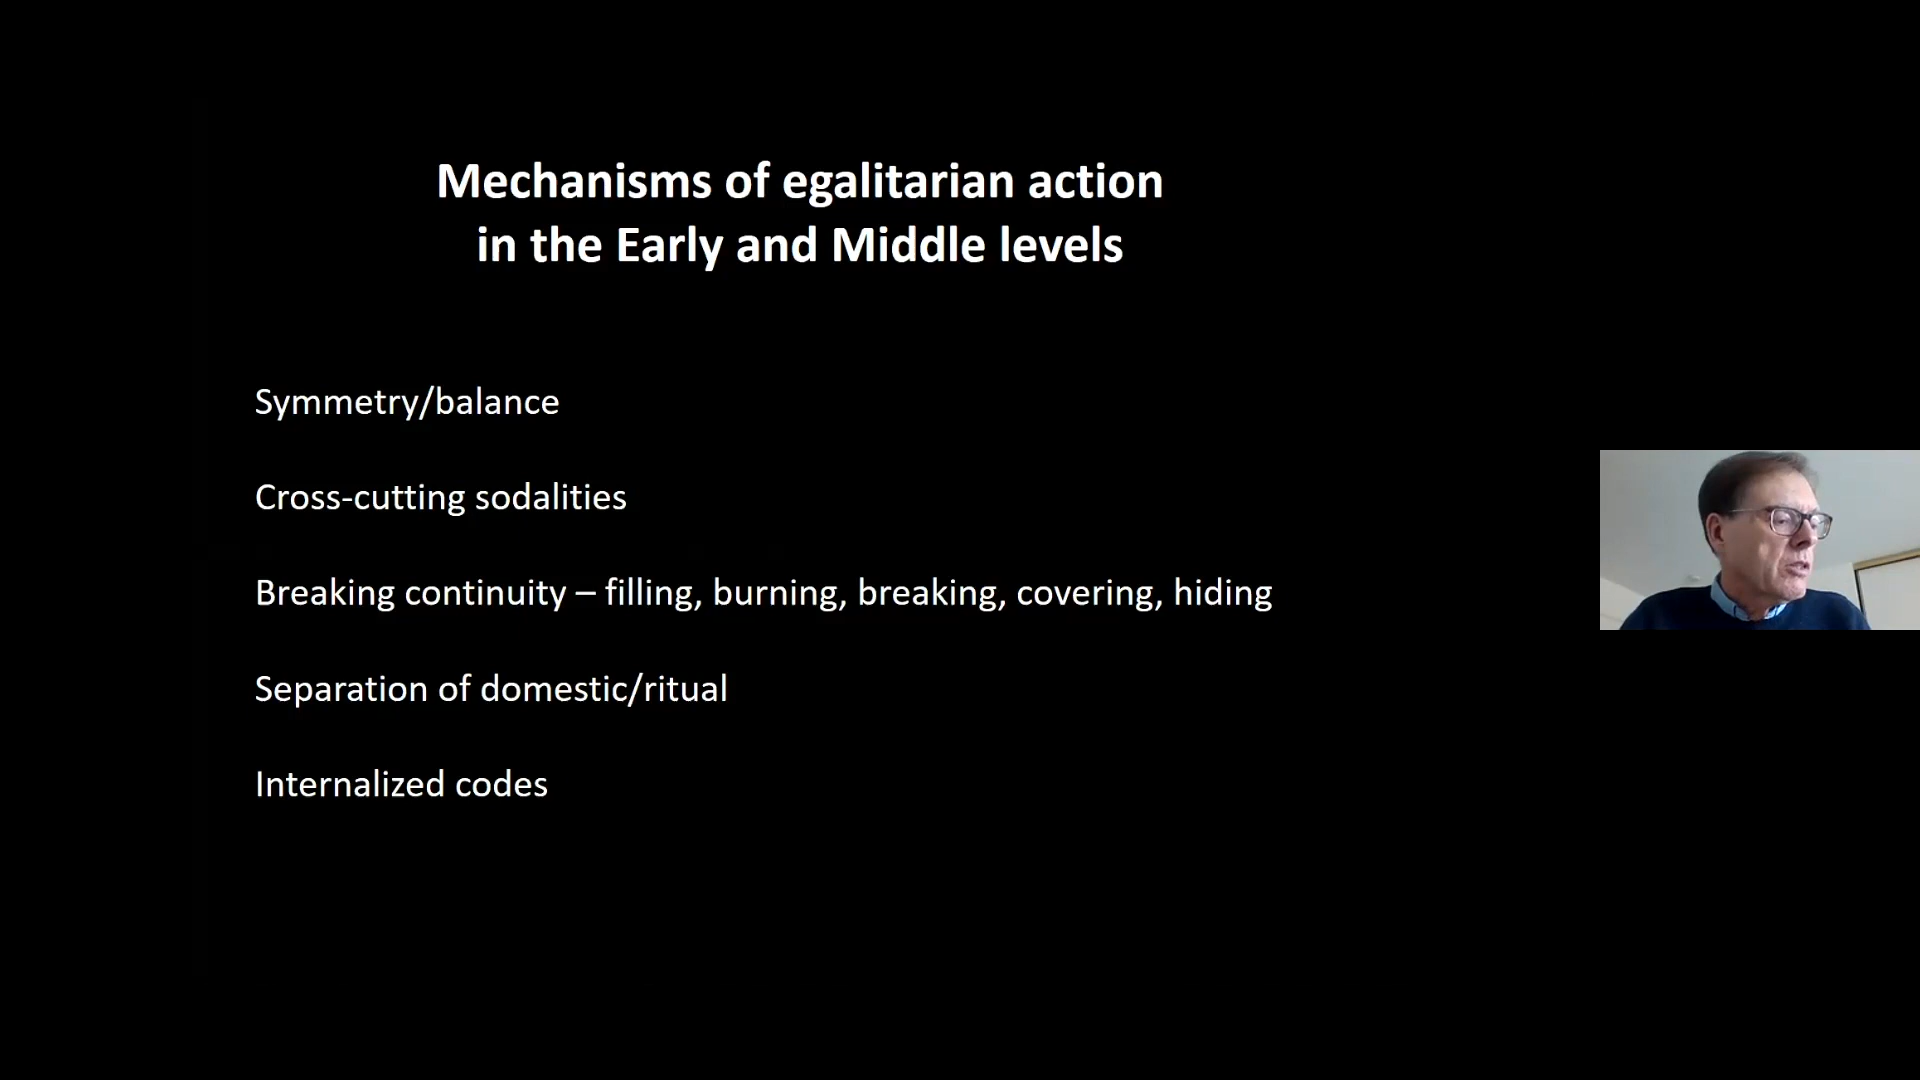 Mechanisms of egalitarian action
in the Early and Middle levels
Symmetry/balance
Cross-cutting sodalities
Breaking continuity – filling, burning, breaking, covering, hiding
Separation of domestic/ritual
Internalized codes